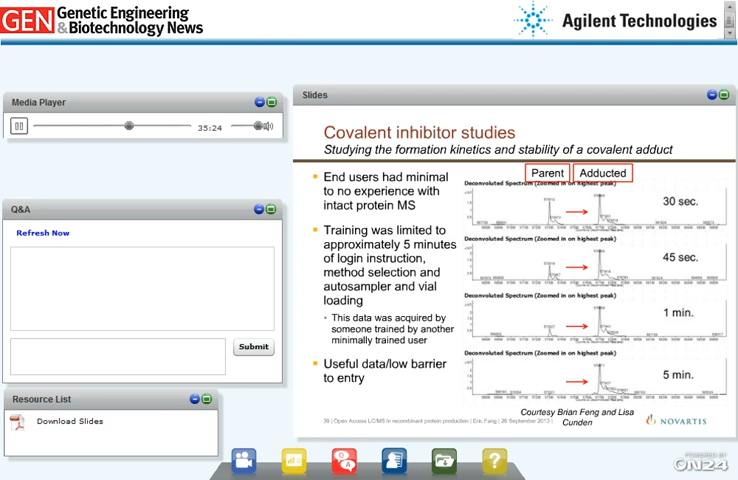 GEN Genetic Engineering
& Biotechnology News
Agilent Technologies
Media Player
35:24
Q&A
Refresh Now
Submit
Resource List
Download Slides
Slides
Covalent inhibitor studies
Studying the formation kinetics and stability of a covalent adduct
End users had minimal
to no experience with
intact protein MS
Training was limited to
approximately 5 minutes
of login instruction,
method selection and
autosampler and vial
loading
This data was acquired by
someone trained by another
minimally trained user
Useful data/low barrier
to entry
Parent
Adducted
Deconvoluted Spectrum (Zoomed in on highest peak)
30 sec.
Deconvoluted Spectrum (Zoomed in on highest peak)
45 sec.
Deconvoluted Spectrum (Zoomed in on highest peak)
1 min.
Deconvoluted Spectrum (Zoomed in on highest peak)
5 min.
Courtesy Brian Feng and Lisa
Cunden
39 | Open Access LC/MS in recombinant protein production | Eric Fang | 26 September 2013 |
NOVARTIS
Q
A
?
POWERED BY
ON24